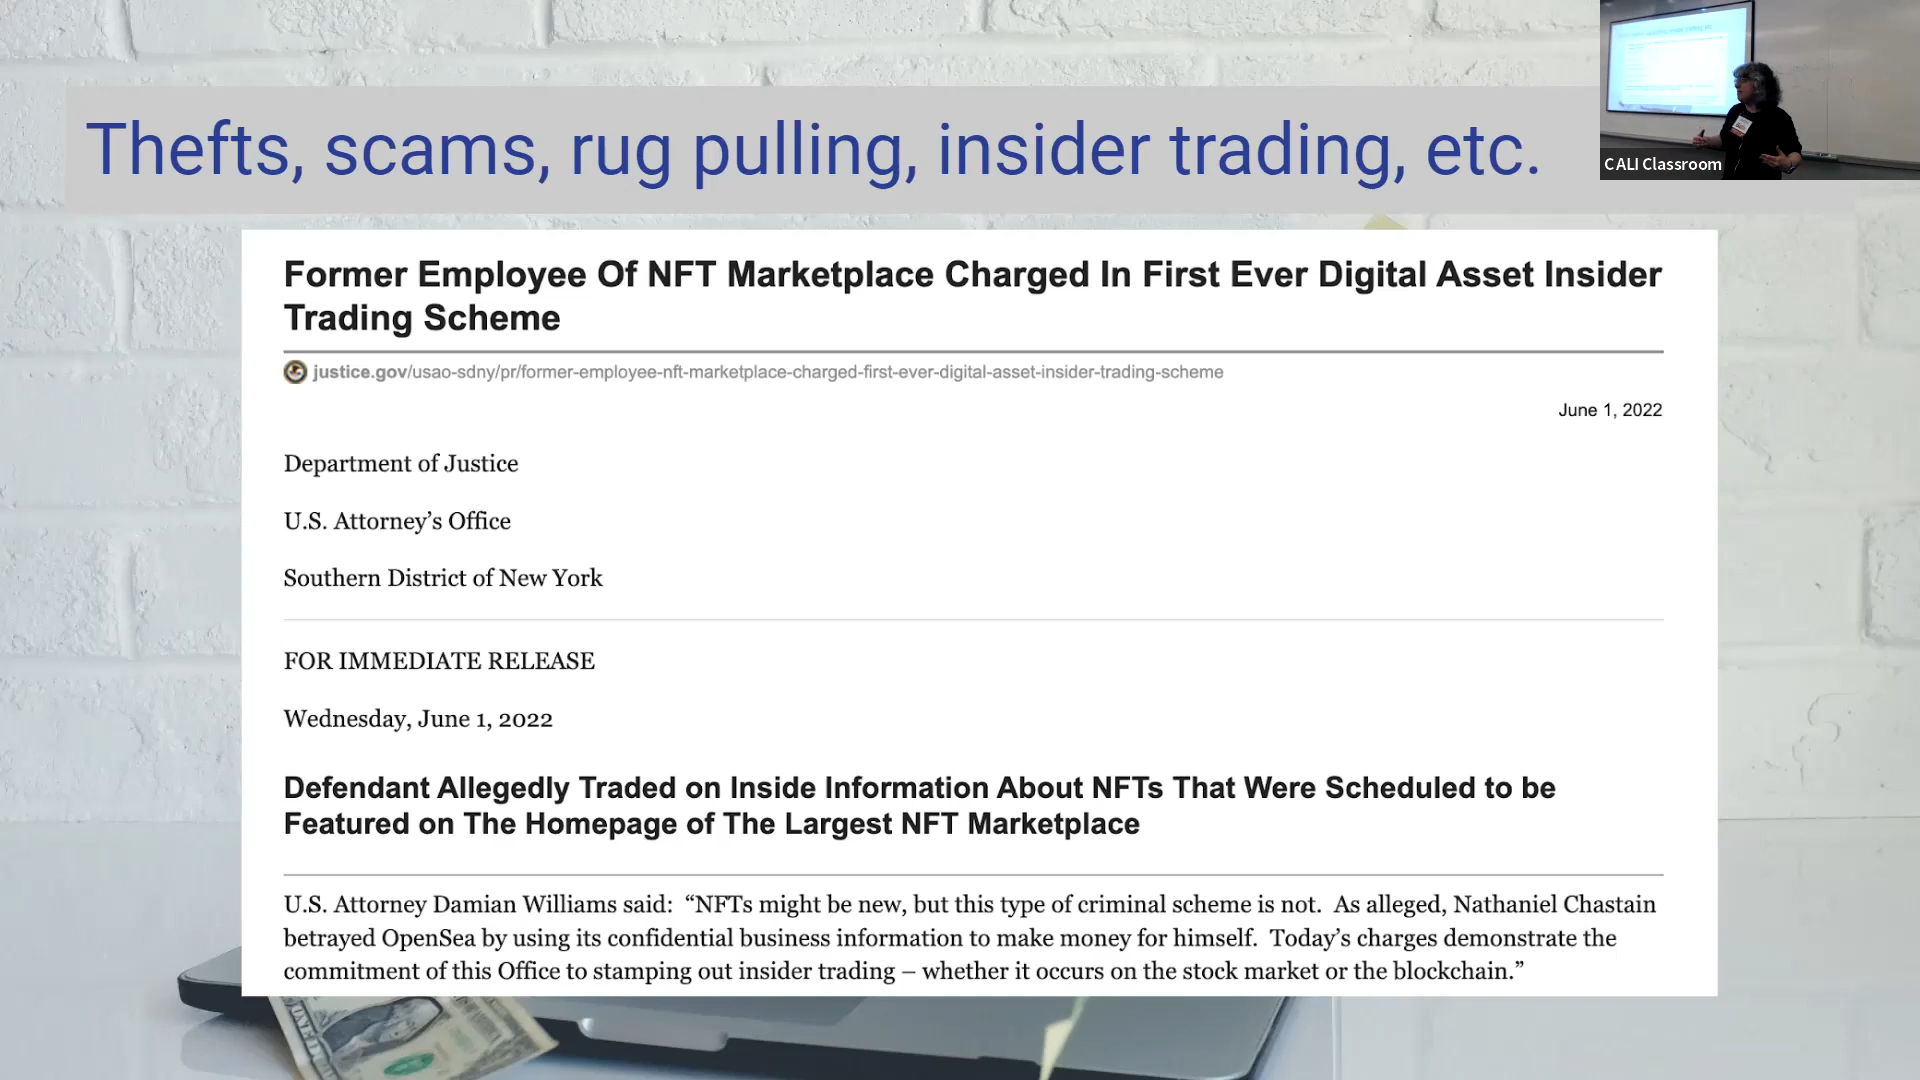 Thefts, scams, rug pulling, insider trading, etc.
CALI Classroom
Former Employee Of NFT Marketplace Charged In First Ever Digital Asset Insider
Trading Scheme
justice.gov/usao-sdny/pr/former-employee-nft-marketplace-charged-first-ever-digital-asset-insider-trading-scheme
June 1, 2022
Department of Justice
U.S. Attorney’s Office
Southern District of New York
FOR IMMEDIATE RELEASE
Wednesday, June 1, 2022
Defendant Allegedly Traded on Inside Information About NFTs That Were Scheduled to be
Featured on The Homepage of The Largest NFT Marketplace
U.S. Attorney Damian Williams said:  “NFTs might be new, but this type of criminal scheme is not.  As alleged, Nathaniel Chastain
betrayed OpenSea by using its confidential business information to make money for himself.  Today’s charges demonstrate the
commitment of this Office to stamping out insider trading – whether it occurs on the stock market or the blockchain.”